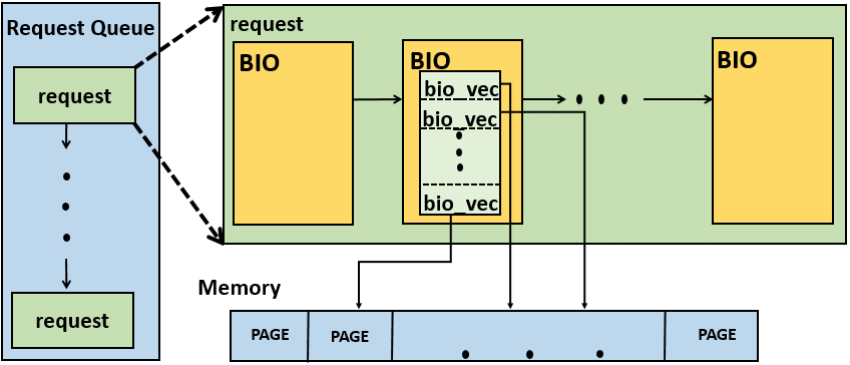 Request Queue
request
request
request
BIO
BIO
bio_vec
bio_vec
bio_vec
BIO
Memory
PAGE
PAGE
PAGE